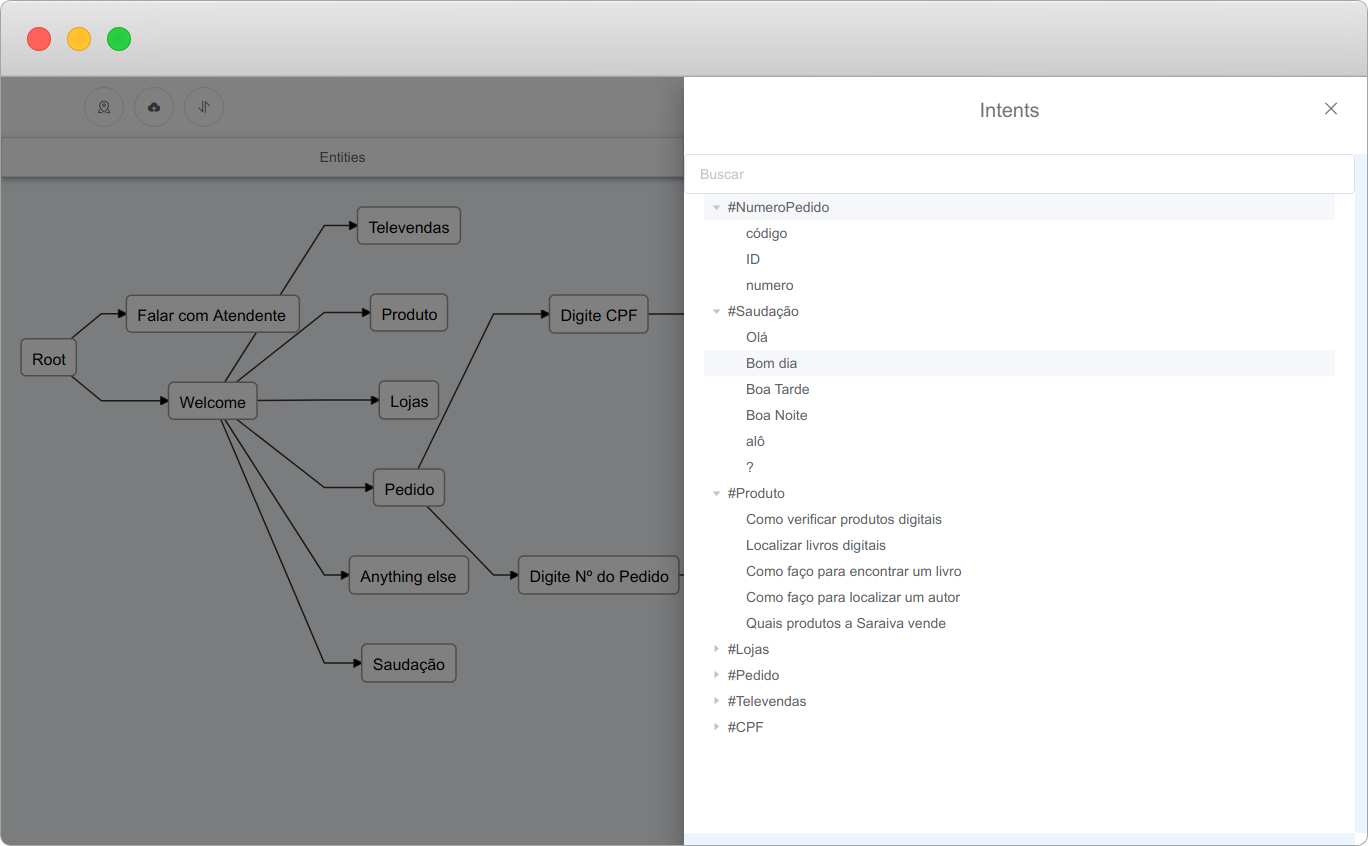 Intents
Entities
Buscar
Televendas
Falar com Atendente
Produto
Digite CPF
Root
Welcome
Lojas
Pedido
Anything else
Digite Nº do Pedido
Saudação
#NumeroPedido
código
ID
numero
#Saudação
Olá
Bom dia
Boa Tarde
Boa Noite
alô
?
#Produto
Como verificar produtos digitais
Localizar livros digitais
Como faço para encontrar um livro
Como faço para localizar um autor
Quais produtos a Saraiva vende
#Lojas
#Pedido
#Televendas
#CPF